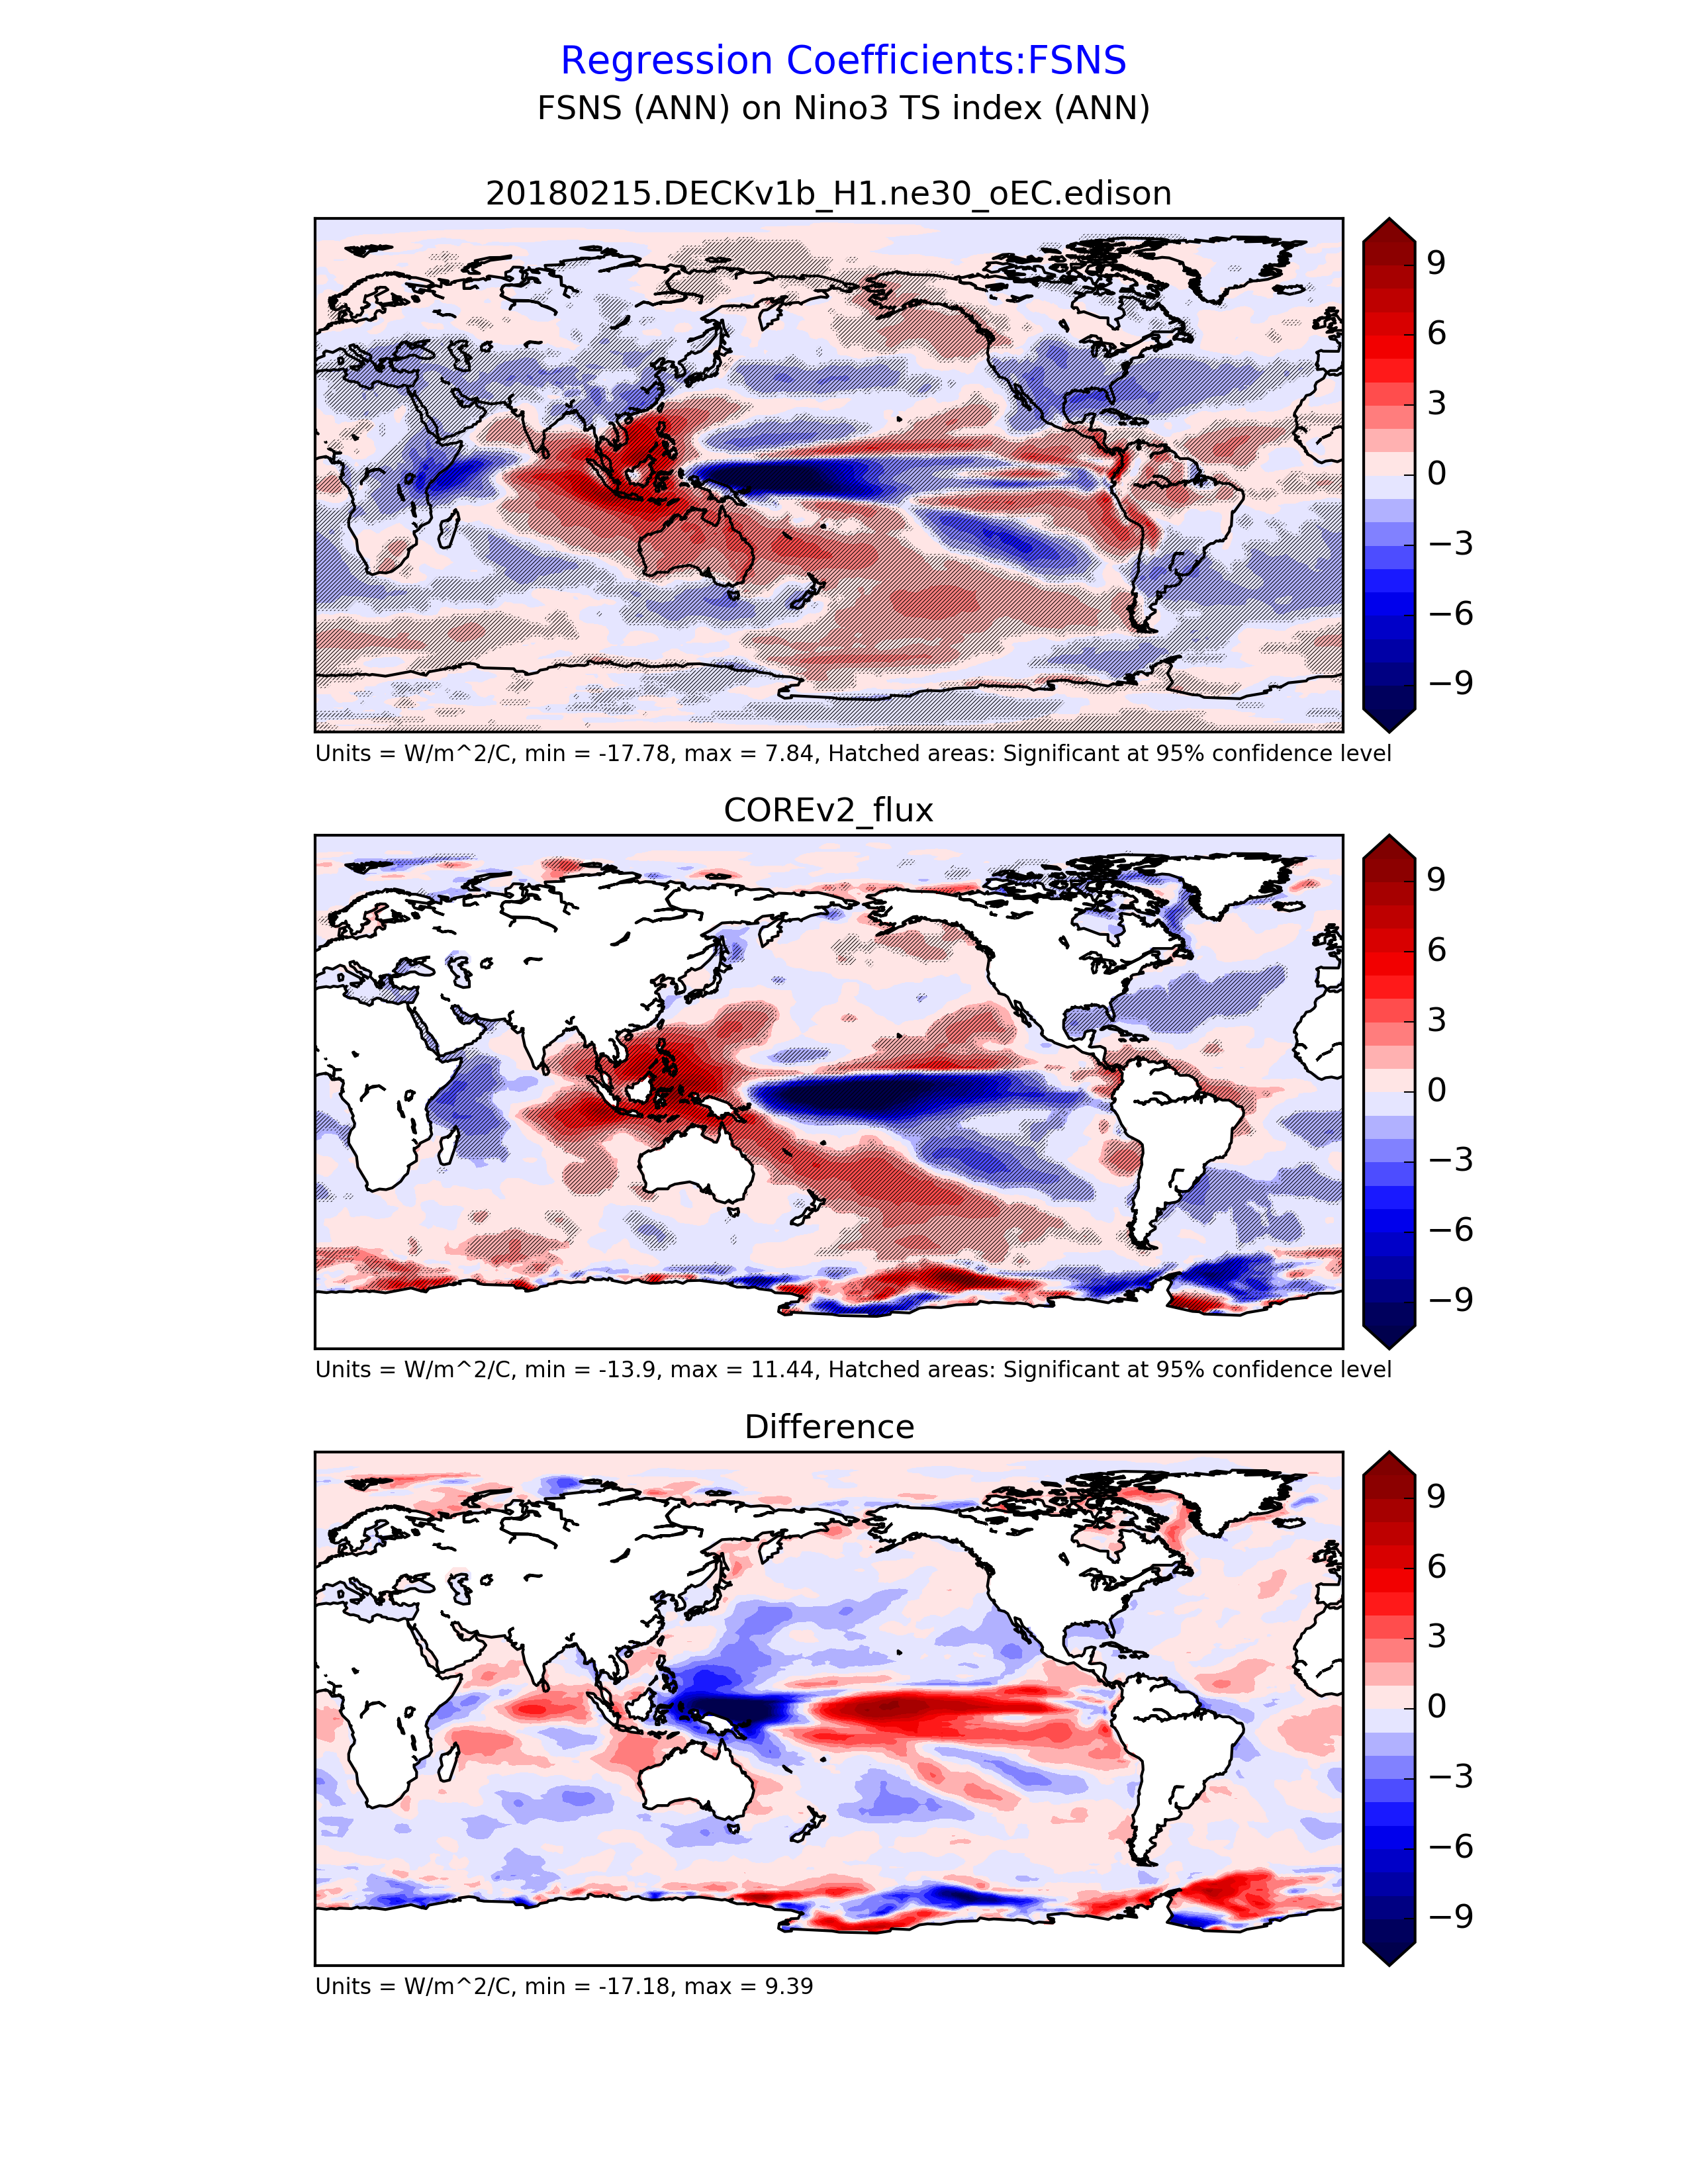 Regression Coefficients:FSNS
FSNS (ANN) on Nino3 TS index (ANN)
20180215.DECKv1b_H1.ne30_oEC.edison
9
6
3
0
−3
−6
−9
Units = W/m^2/C, min = -17.78, max = 7.84, Hatched areas: Significant at 95% confidence level
COREv2_flux
9
6
3
0
−3
−6
−9
Units = W/m^2/C, min = -13.9, max = 11.44, Hatched areas: Significant at 95% confidence level
Difference
9
6
3
0
−3
−6
−9
Units = W/m^2/C, min = -17.18, max = 9.39